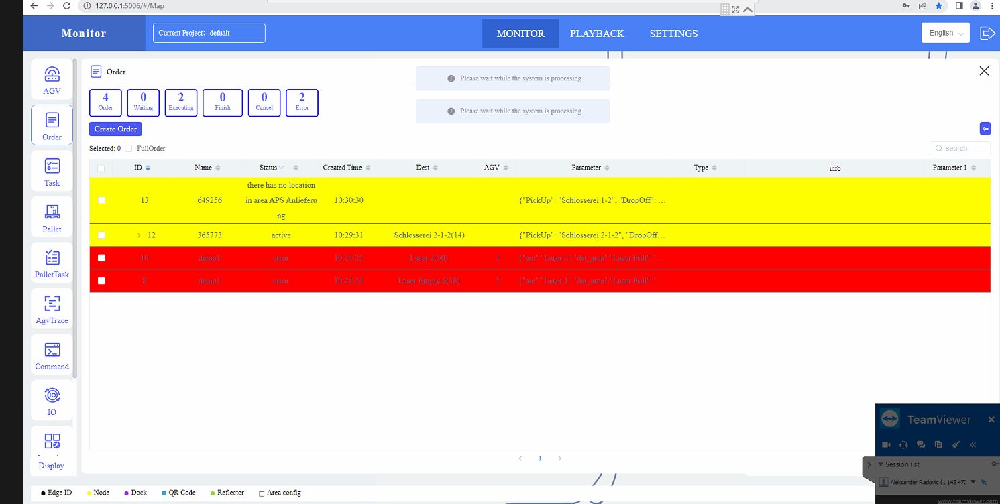 127.0.0.1:5006/#/Map
Monitor
Current Project: defualt
MONITOR
PLAYBACK
SETTINGS
English
AGV
Order
Task
Pallet
PalletTask
AgvTrace
Command
IO
Display
Order
Please wait while the system is processing
Please wait while the system is processing
4 0 2 0 0 2
Order Waiting Executing Finish Cancel Error
Create Order
Selected: 0 FullOrder
search
ID Name Status Created Time Dest AGV Parameter Type info Parameter 1
there has no location
13 649256 in area APS Anlieferu 10:30:30 {"PickUp": "Schlosserei 1-2", "DropOff": …
ng
12 365773 active 10:29:31 Schlosserei 2-1-2(14) {"PickUp": "Schlosserei 2-1-2", "DropOff…
10 demo1 error 10:24:25 Laser 2(50) 1 {"src":"Laser 2","dst_area":"Laser Full","…
8 demo1 error 10:24:24 Laser Empty 6(58) 2 {"src":"Laser 1","dst_area":"Laser Full","…
1
Edge ID Node Dock QR Code Reflector Area config
TeamViewer
Session list
Aleksandar Radovic (1 145 472
www.teamviewer.com